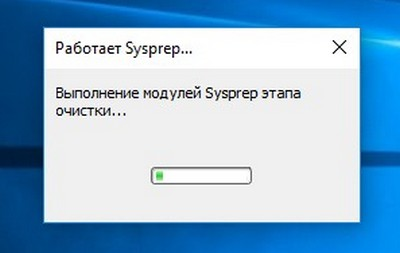 Работает Sysprep...
Выполнение модулей Sysprep этапа
очистки...